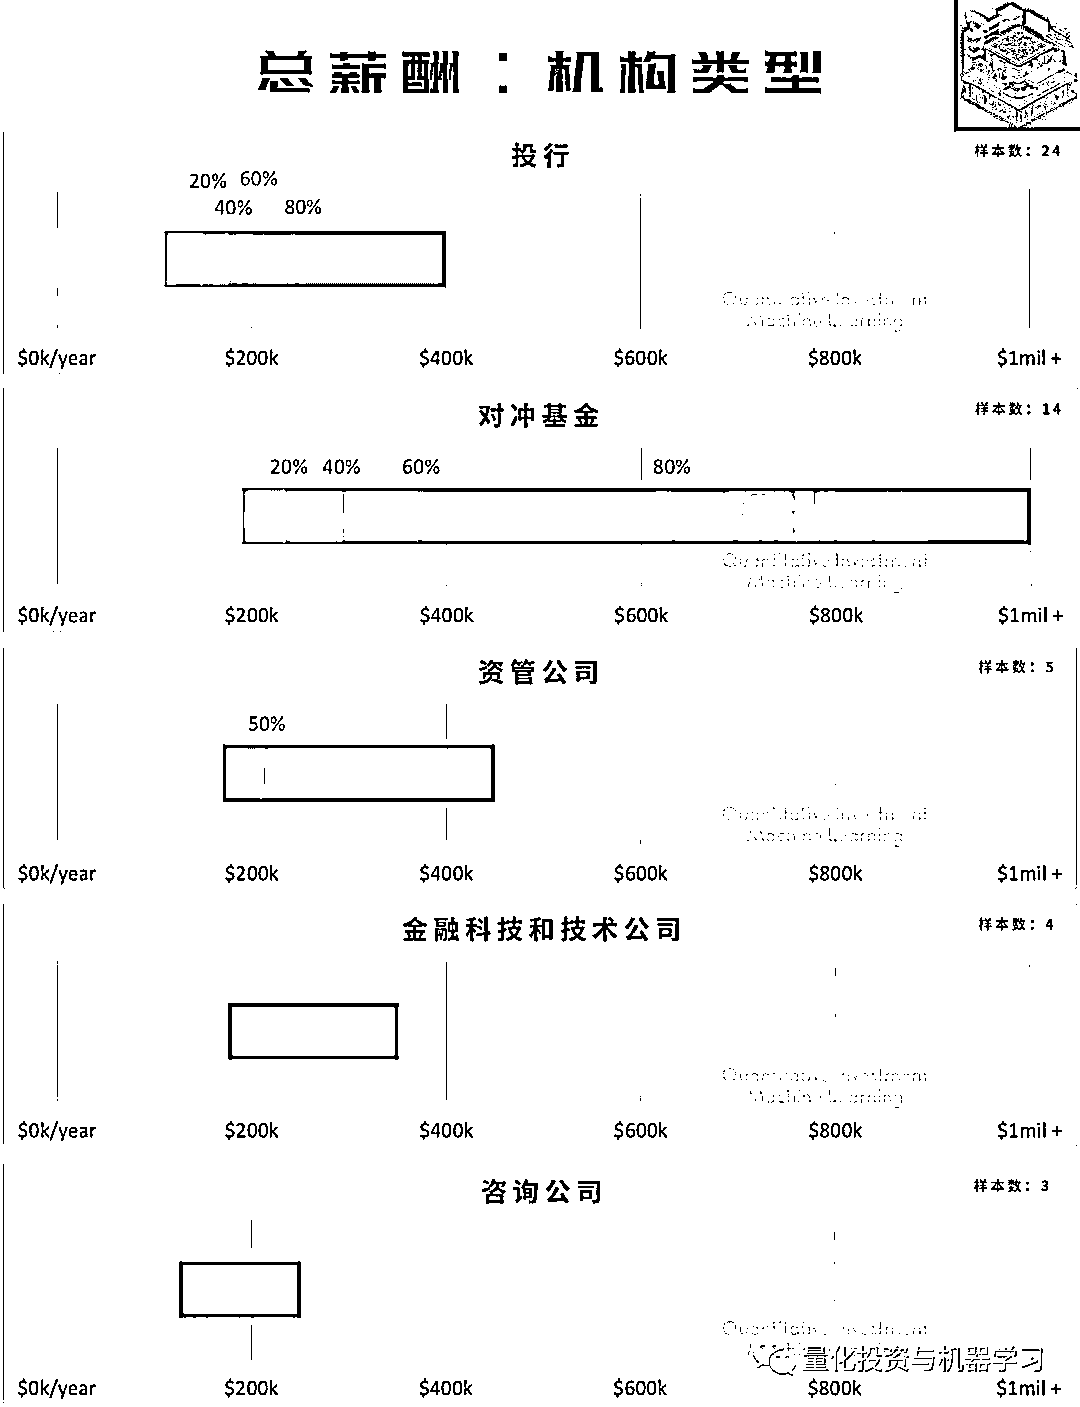 总薪酬：机构类型
投行
样本数：24
20% 60%
40% 80%
Machine Learning
$0k/year $200k $400k $600k $800k $1mil +
对冲基金
样本数：14
20% 40% 60% 80%
Quantitative Investment
Machine Learning
$0k/year $200k $400k $600k $800k $1mil +
资管公司
样本数：5
50%
Quantitative Investment
Machine Learning
$0k/year $200k $400k $600k $800k $1mil +
金融科技和技术公司
样本数：4
Quantitative Investment
Machine Learning
$0k/year $200k $400k $600k $800k $1mil +
咨询公司
样本数：3
Quantitative Investment
量化投资与机器学习
$0k/year $200k $400k $600k $800k $1mil +